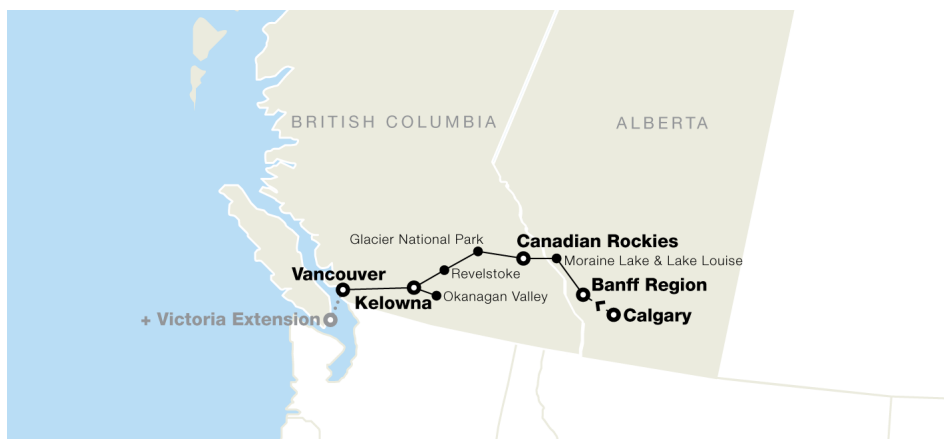 BRITISH COLUMBIA
ALBERTA
Glacier National Park
Canadian Rockies
Moraine Lake & Lake Louise
Vancouver
Revelstoke
Banff Region
Kelowna
Okanagan Valley
+ Victoria Extension
Calgary